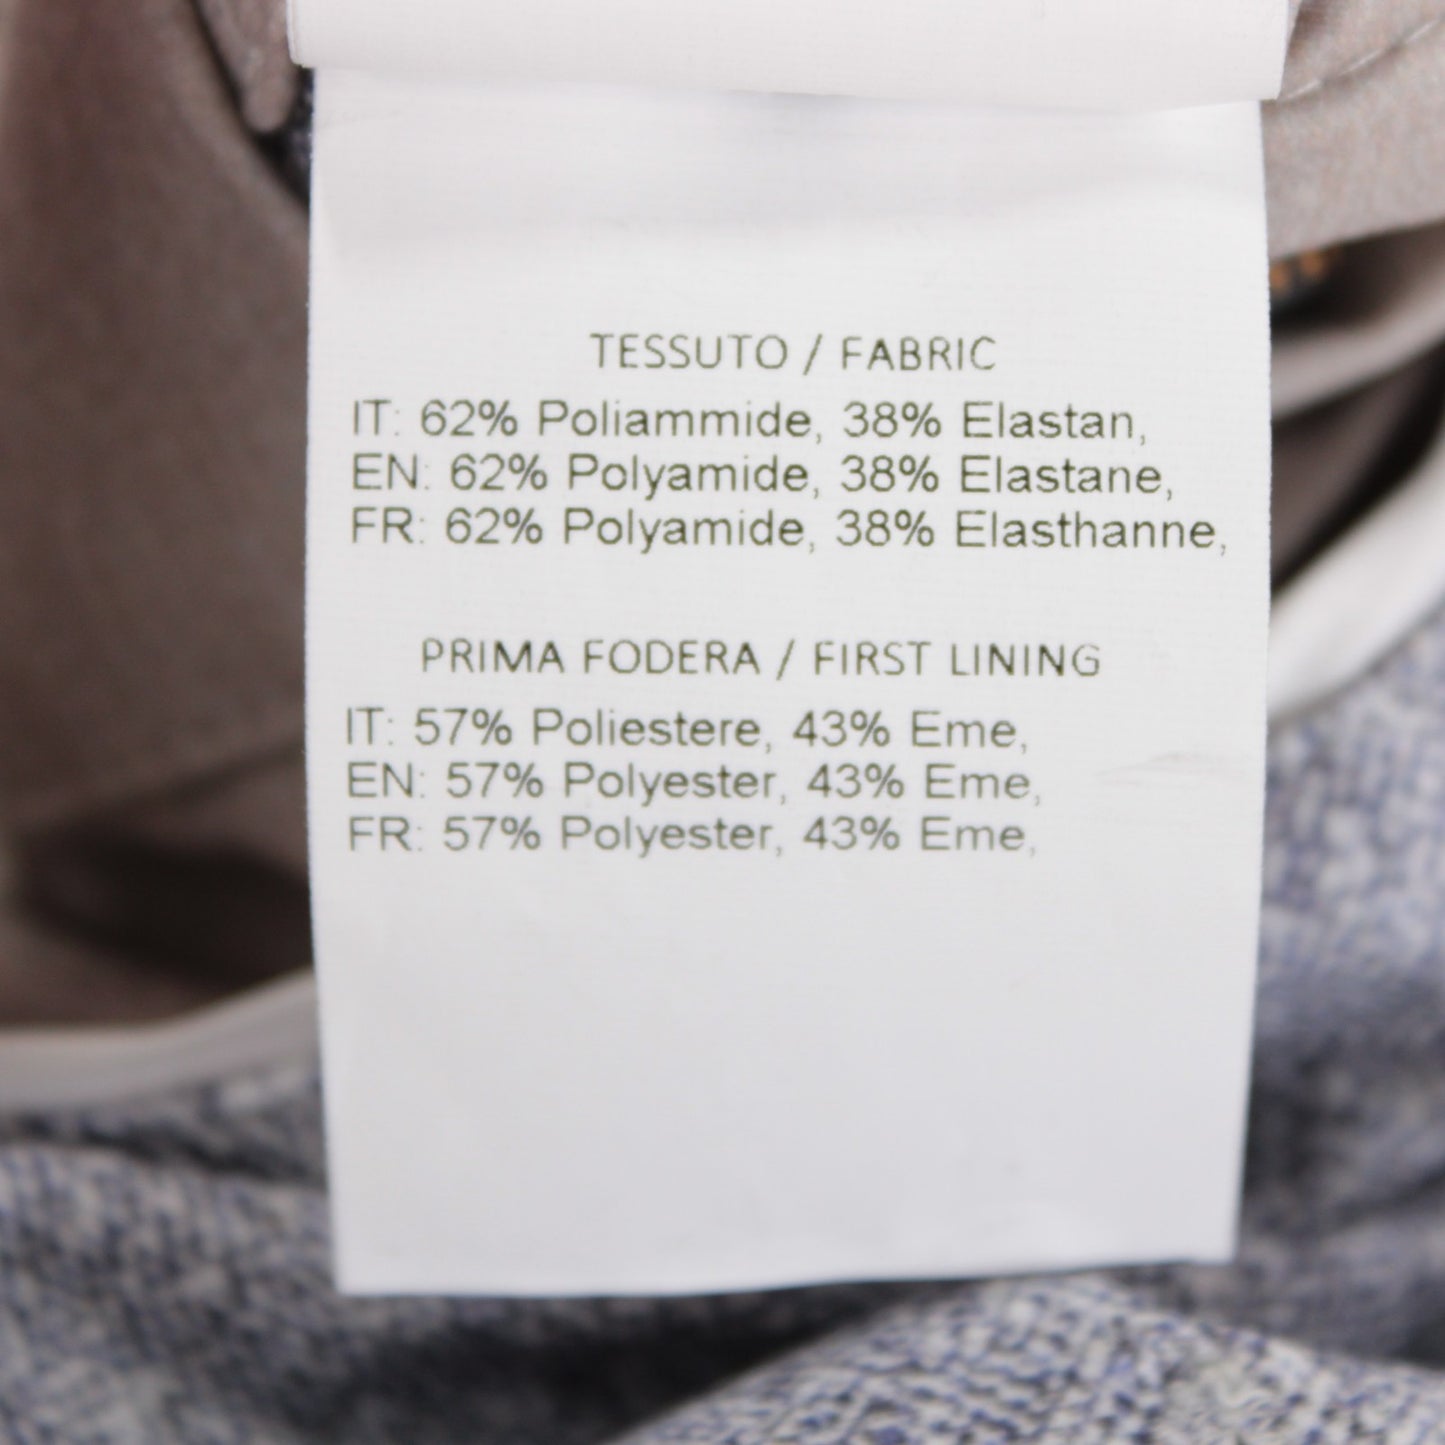 TESSUTO / FABRIC
IT: 62% Poliammide, 38% Elastan,
EN: 62% Polyamide, 38% Elastane,
FR: 62% Polyamide, 38% Elasthanne,
PRIMA FODERA / FIRST LINING
IT: 57% Poliestere, 43% Eme,
EN: 57% Polyester, 43% Eme,
FR: 57% Polyester, 43% Eme,